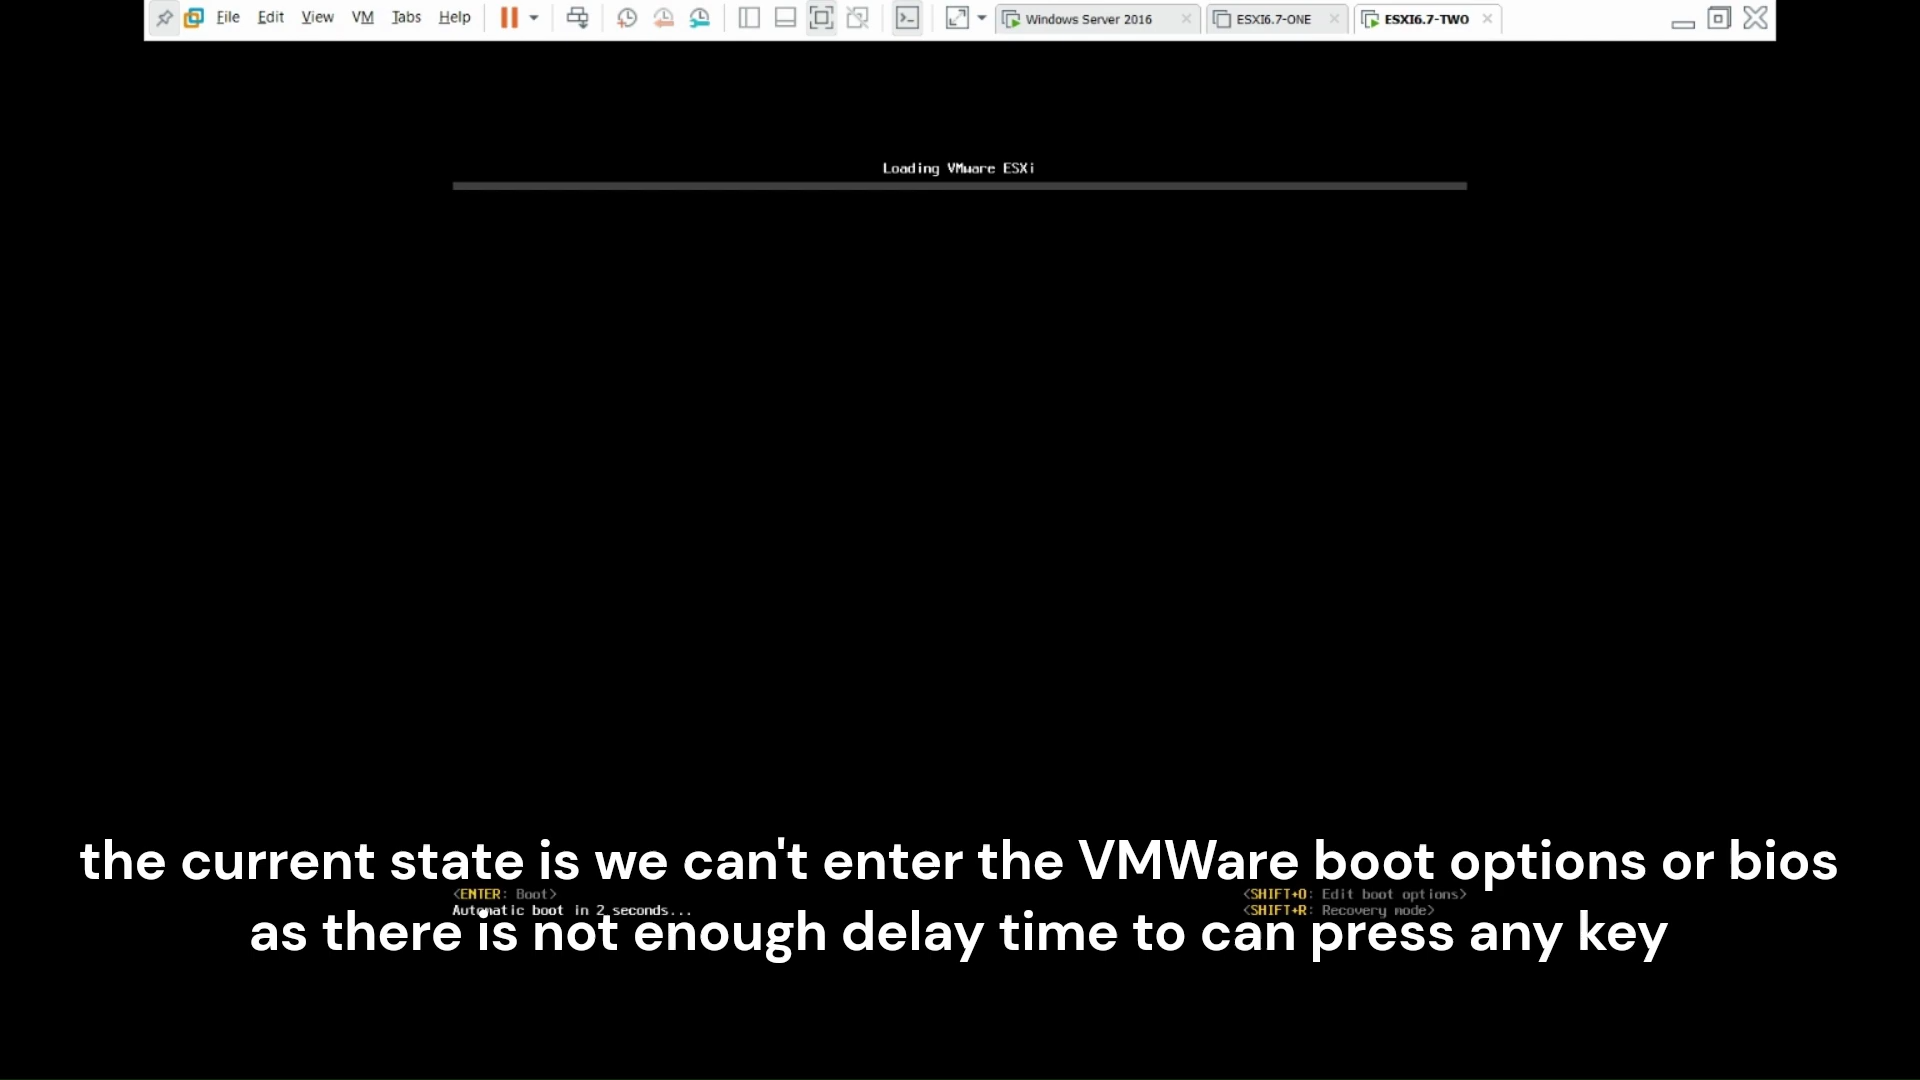 File Edit View VM Tabs Help Windows Server 2016 ESXI6.7-ONE ESXI6.7-TWO
Loading VMware ESXi
the current state is we can't enter the VMWare boot options or bios
<ENTER: Boot> <SHIFT+O: Edit boot options>
Automatic boot in 2 seconds... <SHIFT+R: Recovery mode>
as there is not enough delay time to can press any key